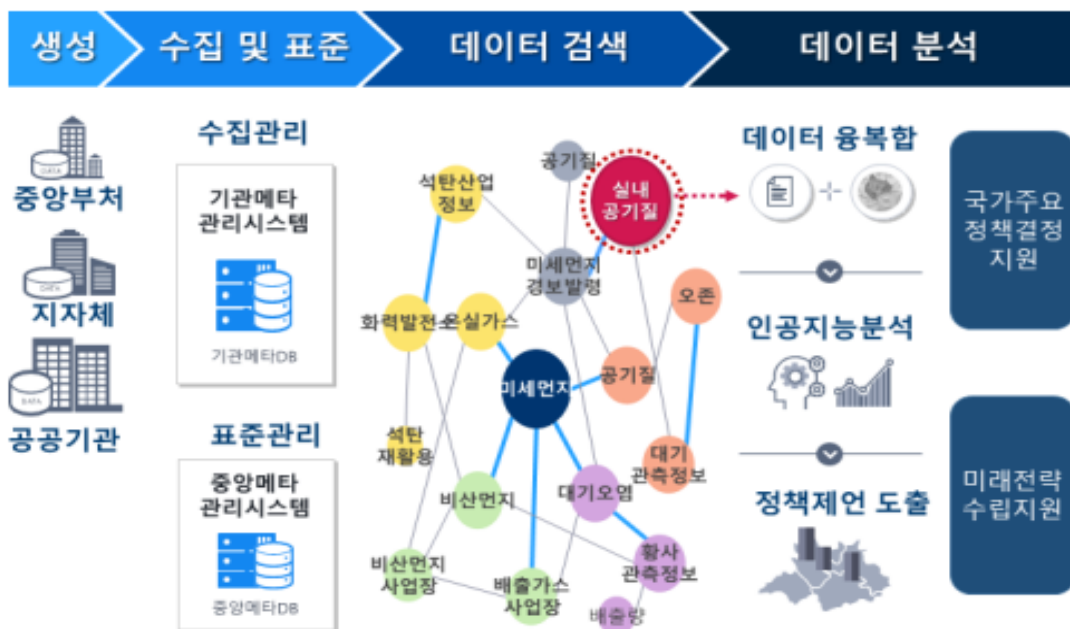 생성
수집 및 표준
데이터 검색
데이터 분석
DATA
중앙부처
DATA
지자체
DATA
공공기관
수집관리
기관메타
관리시스템
기관메타DB
표준관리
중앙메타
관리시스템
중앙메타DB
공기질
실내
공기질
석탄산업
정보
미세먼지
경보발령
오존
화력발전소
온실가스
미세먼지
공기질
석탄
재활용
대기
관측정보
비산먼지
대기오염
비산먼지
사업장
배출가스
사업장
황사
관측정보
배출량
데이터 융복합
인공지능분석
정책제언 도출
국가주요
정책결정
지원
미래전략
수립지원